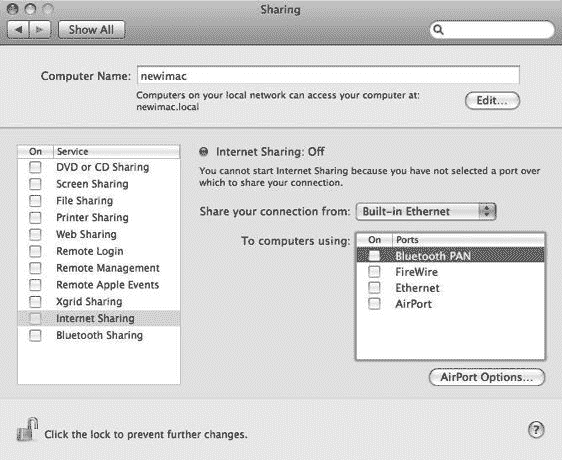 Sharing
Show All
Computer Name: newimac
Computers on your local network can access your computer at:
newimac.local
Edit...
On Service
DVD or CD Sharing
Screen Sharing
File Sharing
Printer Sharing
Web Sharing
Remote Login
Remote Management
Remote Apple Events
Xgrid Sharing
Internet Sharing
Bluetooth Sharing
Internet Sharing: Off
You cannot start Internet Sharing because you have not selected a port over
which to share your connection.
Share your connection from: Built-in Ethernet
To computers using:
On Ports
Bluetooth PAN
FireWire
Ethernet
AirPort
AirPort Options...
Click the lock to prevent further changes.
?